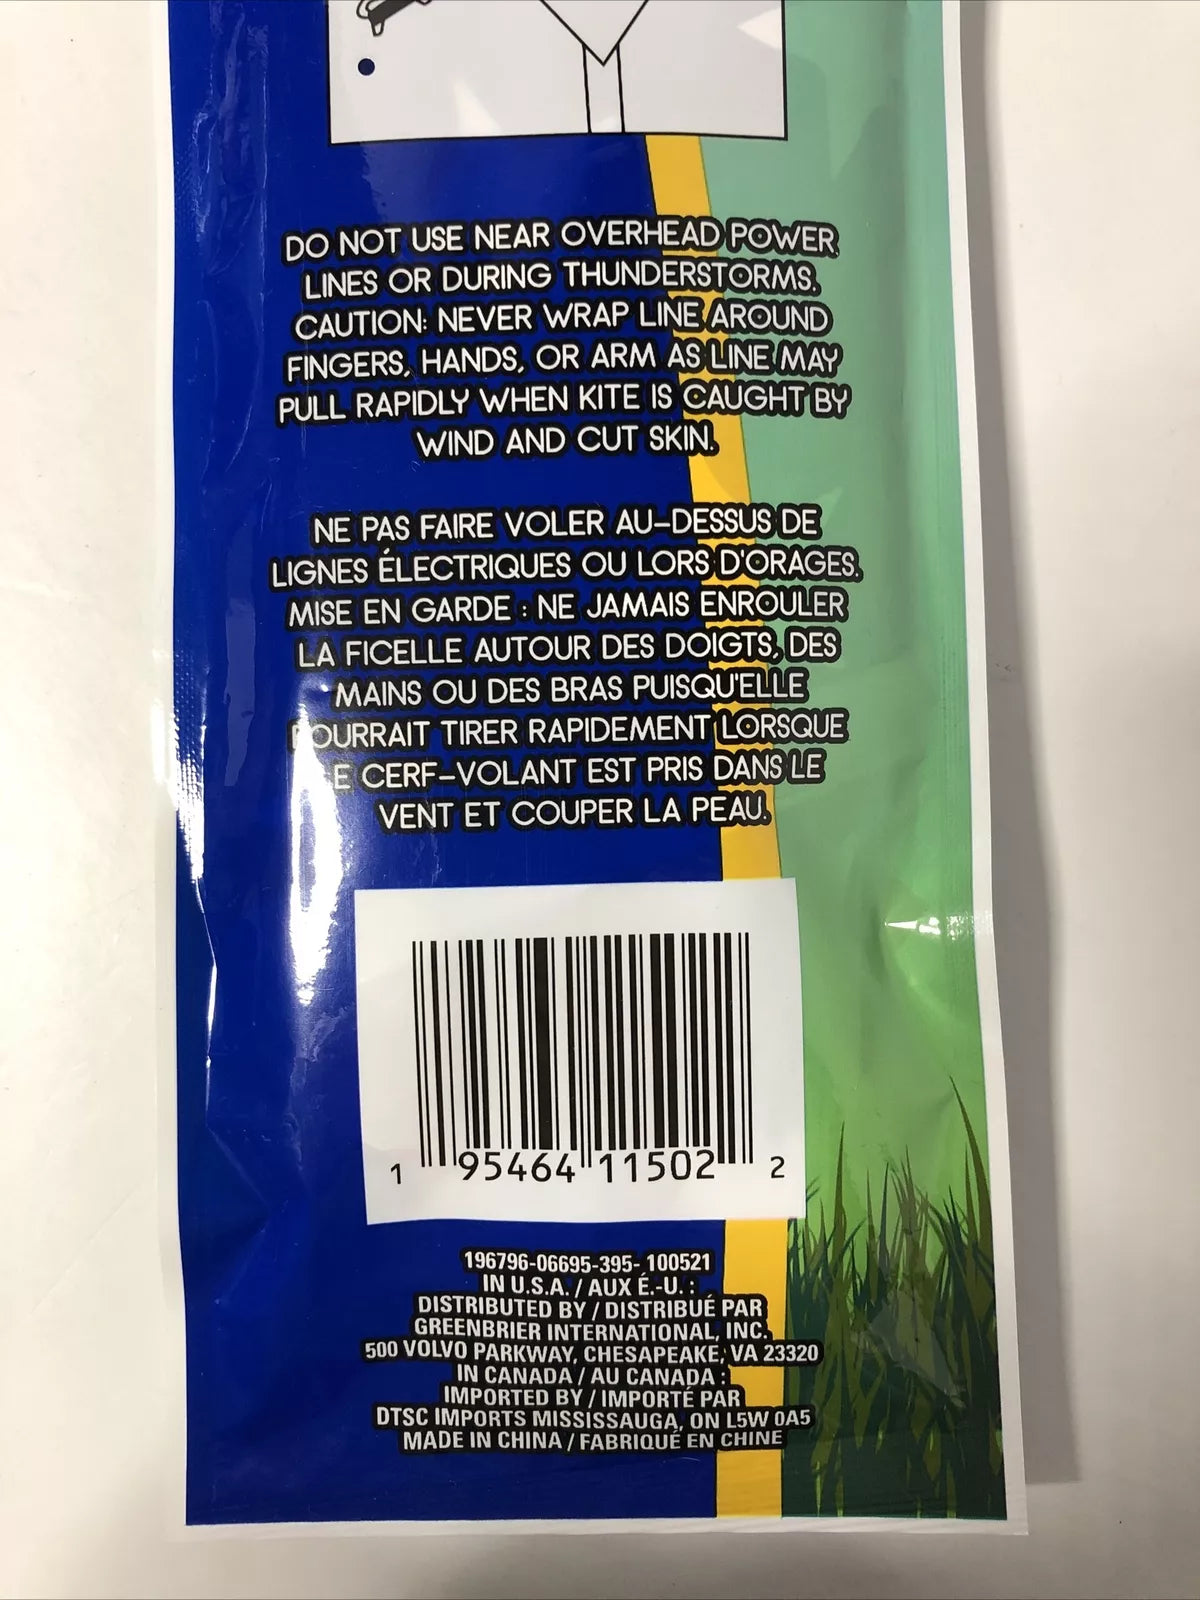 DO NOT USE NEAR OVERHEAD POWER
LINES OR DURING THUNDERSTORMS.
CAUTION: NEVER WRAP LINE AROUND
FINGERS, HANDS, OR ARM AS LINE MAY
PULL RAPIDLY WHEN KITE IS CAUGHT BY
WIND AND CUT SKIN.
NE PAS FAIRE VOLER AU-DESSUS DE
LIGNES ÉLECTRIQUES OU LORS D'ORAGES.
MISE EN GARDE : NE JAMAIS ENROULER
LA FICELLE AUTOUR DES DOIGTS, DES
MAINS OU DES BRAS PUISQU'ELLE
POURRAIT TIRER RAPIDEMENT LORSQUE
LE CERF-VOLANT EST PRIS DANS LE
VENT ET COUPER LA PEAU.
1 95464 11502 2
196796-06695-395- 100521
IN U.S.A. / AUX É.-U. :
DISTRIBUTED BY / DISTRIBUÉ PAR
GREENBRIER INTERNATIONAL, INC.
500 VOLVO PARKWAY, CHESAPEAKE, VA 23320
IN CANADA / AU CANADA :
IMPORTED BY / IMPORTÉ PAR
DTSC IMPORTS MISSISSAUGA, ON L5W 0A5
MADE IN CHINA / FABRIQUÉ EN CHINE